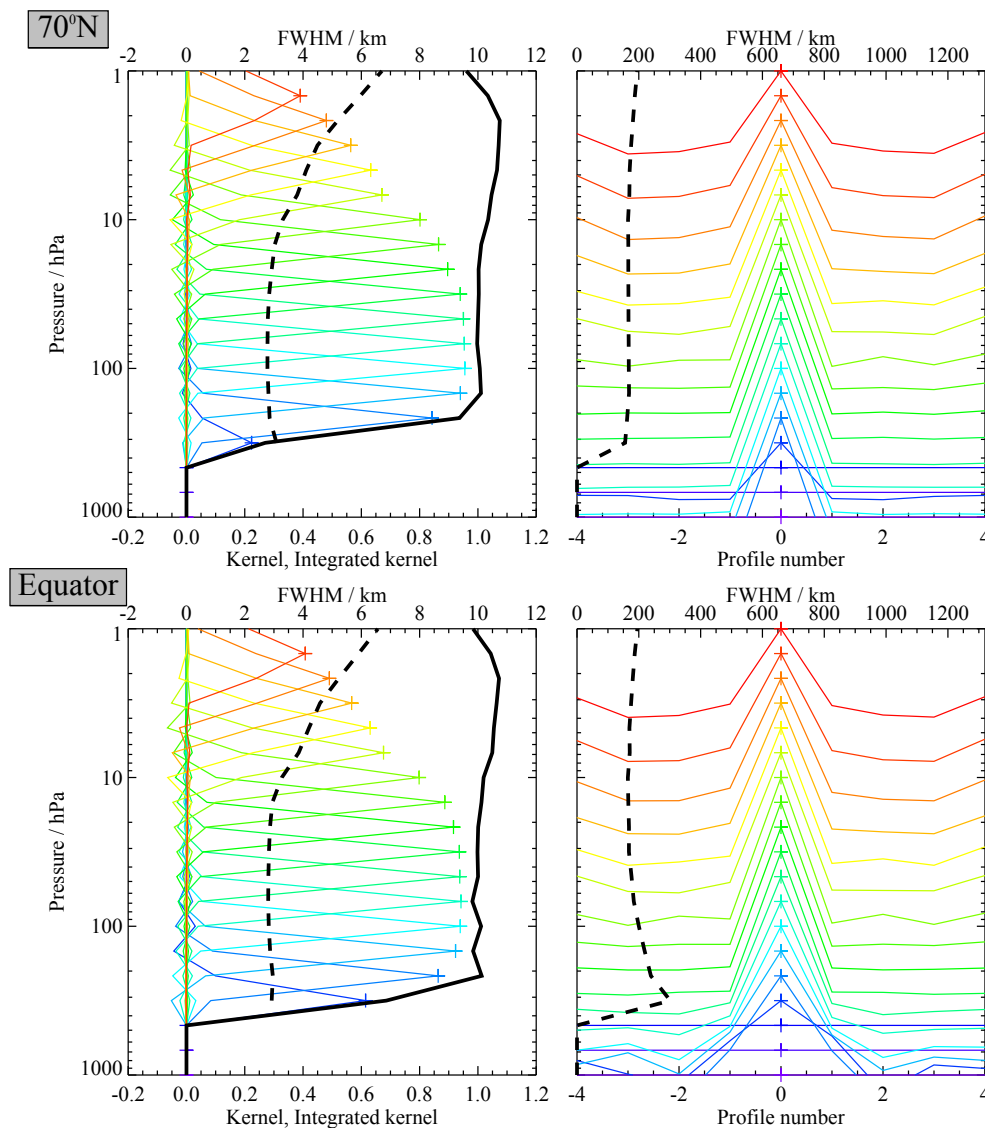 70⁰N
FWHM / km
-2 0 2 4 6 8 10 12
1
10
100
1000
Pressure / hPa
-0.2 0.0 0.2 0.4 0.6 0.8 1.0 1.2
Kernel, Integrated kernel
FWHM / km
0 200 400 600 800 1000 1200
-4 -2 0 2 4
Profile number
Equator
FWHM / km
-2 0 2 4 6 8 10 12
1
10
100
1000
Pressure / hPa
-0.2 0.0 0.2 0.4 0.6 0.8 1.0 1.2
Kernel, Integrated kernel
FWHM / km
0 200 400 600 800 1000 1200
-4 -2 0 2 4
Profile number